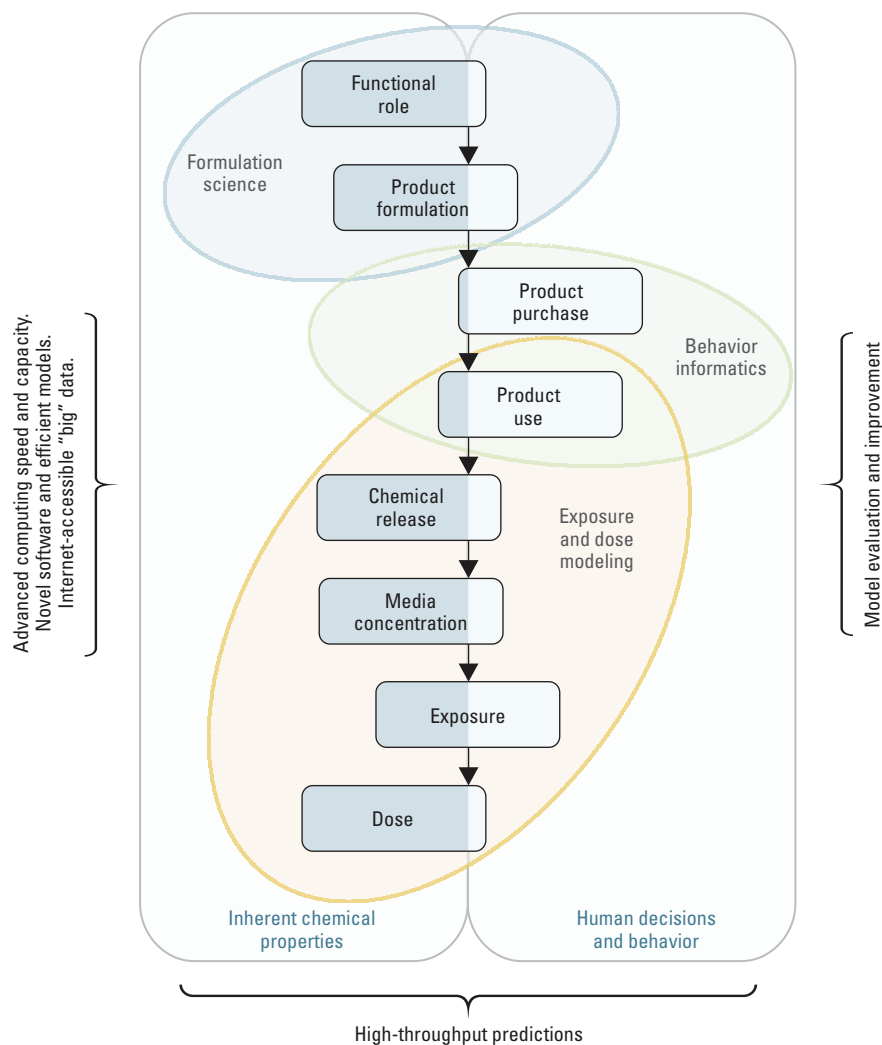 Functional
role
Formulation
science
Product
formulation
Product
purchase
Behavior
informatics
Product
use
Chemical
release
Exposure
and dose
modeling
Media
concentration
Exposure
Dose
Inherent chemical
properties
Human decisions
and behavior
Advanced computing speed and capacity.
Novel software and efficient models.
Internet-accessible “big” data.
Model evaluation and improvement
High-throughput predictions